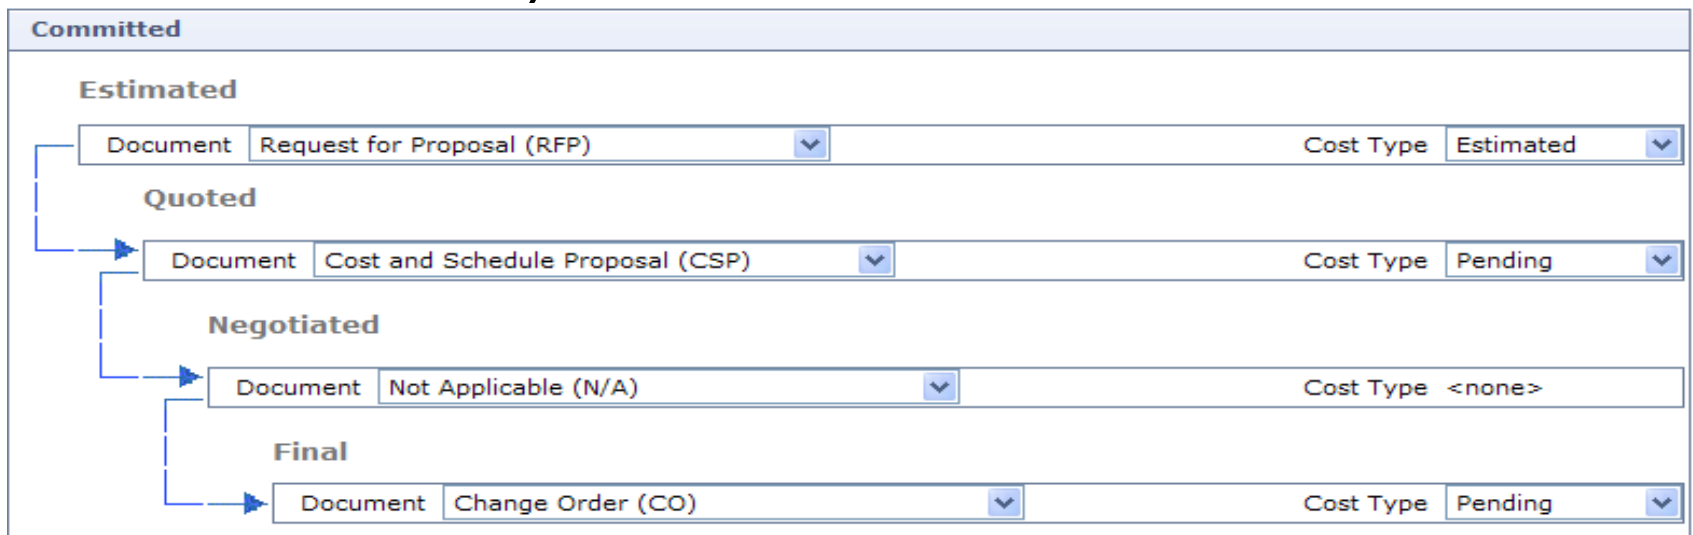 Committed
Estimated
Document Request for Proposal (RFP) Cost Type Estimated
Quoted
Document Cost and Schedule Proposal (CSP) Cost Type Pending
Negotiated
Document Not Applicable (N/A) Cost Type <none>
Final
Document Change Order (CO) Cost Type Pending